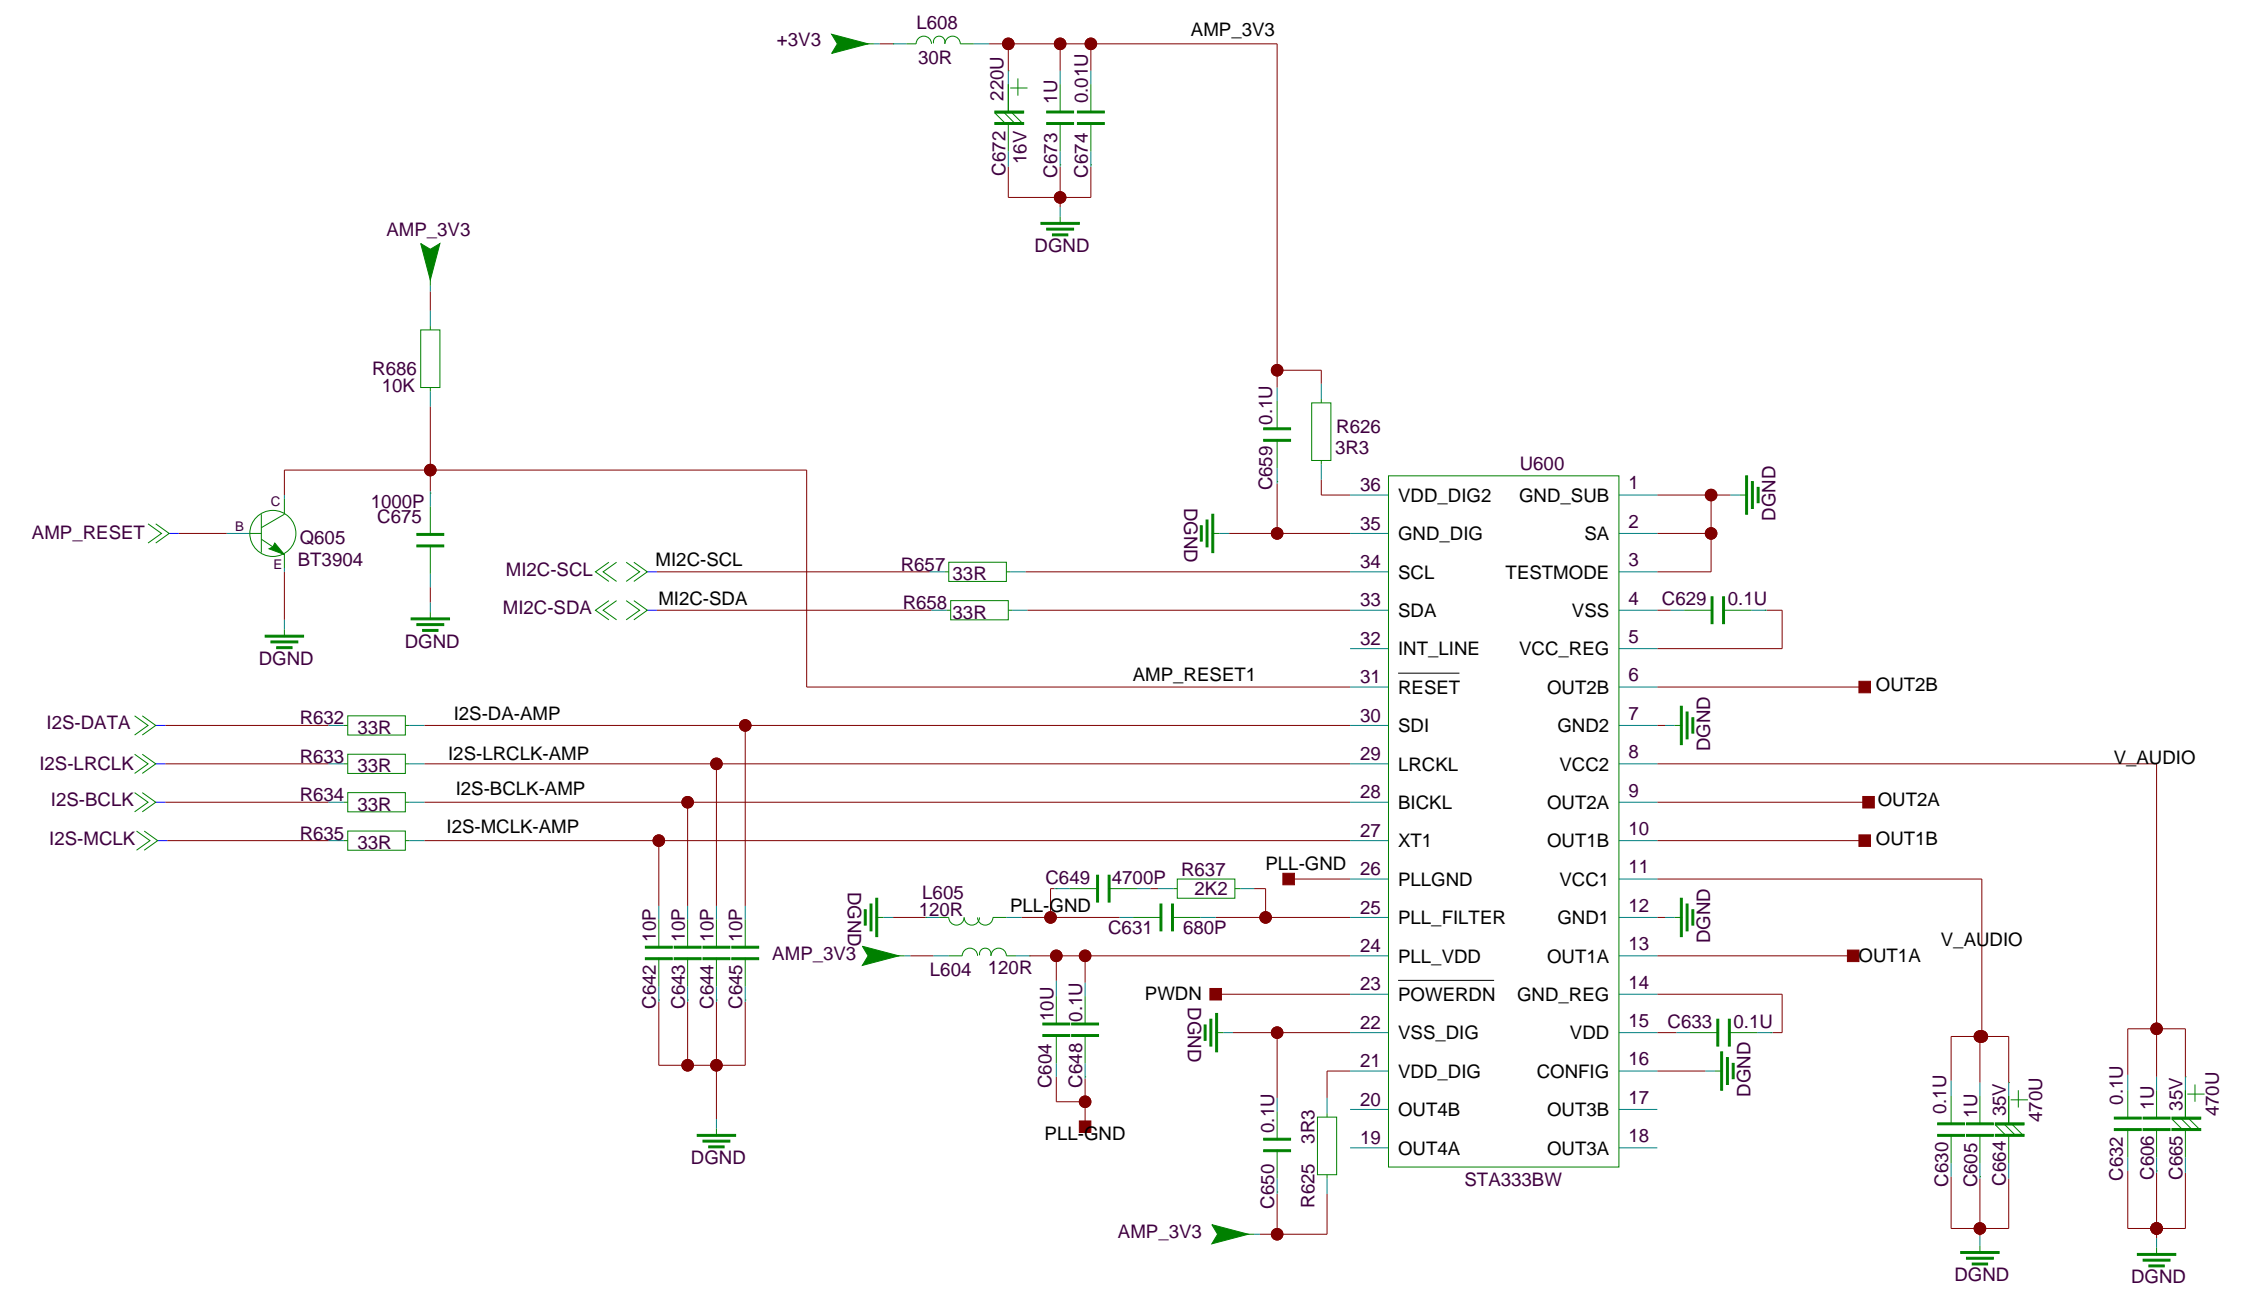 L608
30R
+3V3
AMP_3V3
220U
C672
16V
1U
C673
0.01U
C674
DGND
AMP_3V3
R686
10K
1000P
C675
AMP_RESET
B
C
E
Q605
BT3904
DGND
DGND
0.1U
C659
R626
3R3
DGND
MI2C-SCL
MI2C-SCL
R657
33R
MI2C-SDA
MI2C-SDA
R658
33R
AMP_RESET1
I2S-DATA
R632
33R
I2S-DA-AMP
I2S-LRCLK
R633
33R
I2S-LRCLK-AMP
I2S-BCLK
R634
33R
I2S-BCLK-AMP
I2S-MCLK
R635
33R
I2S-MCLK-AMP
10P
10P
10P
10P
C642
C643
C644
C645
DGND
PLL-GND
C649
4700P
R637
2K2
DGND
L605
120R
PLL-GND
C631
680P
AMP_3V3
L604
120R
10U
0.1U
C604
C648
PLL-GND
PWDN
DGND
0.1U
C650
3R3
R625
AMP_3V3
U600
36 VDD_DIG2
35 GND_DIG
34 SCL
33 SDA
32 INT_LINE
31 RESET
30 SDI
29 LRCKL
28 BICKL
27 XT1
26 PLLGND
25 PLL_FILTER
24 PLL_VDD
23 POWERDN
22 VSS_DIG
21 VDD_DIG
20 OUT4B
19 OUT4A
GND_SUB 1
SA 2
TESTMODE 3
VSS 4
VCC_REG 5
OUT2B 6
GND2 7
VCC2 8
OUT2A 9
OUT1B 10
VCC1 11
GND1 12
OUT1A 13
GND_REG 14
VDD 15
CONFIG 16
OUT3B 17
OUT3A 18
STA333BW
DGND
C629
0.1U
OUT2B
DGND
V_AUDIO
OUT2A
OUT1B
DGND
V_AUDIO
OUT1A
C633
0.1U
DGND
0.1U
1U
35V
470U
C630
C605
C664
DGND
0.1U
1U
35V
470U
C632
C606
C665
DGND